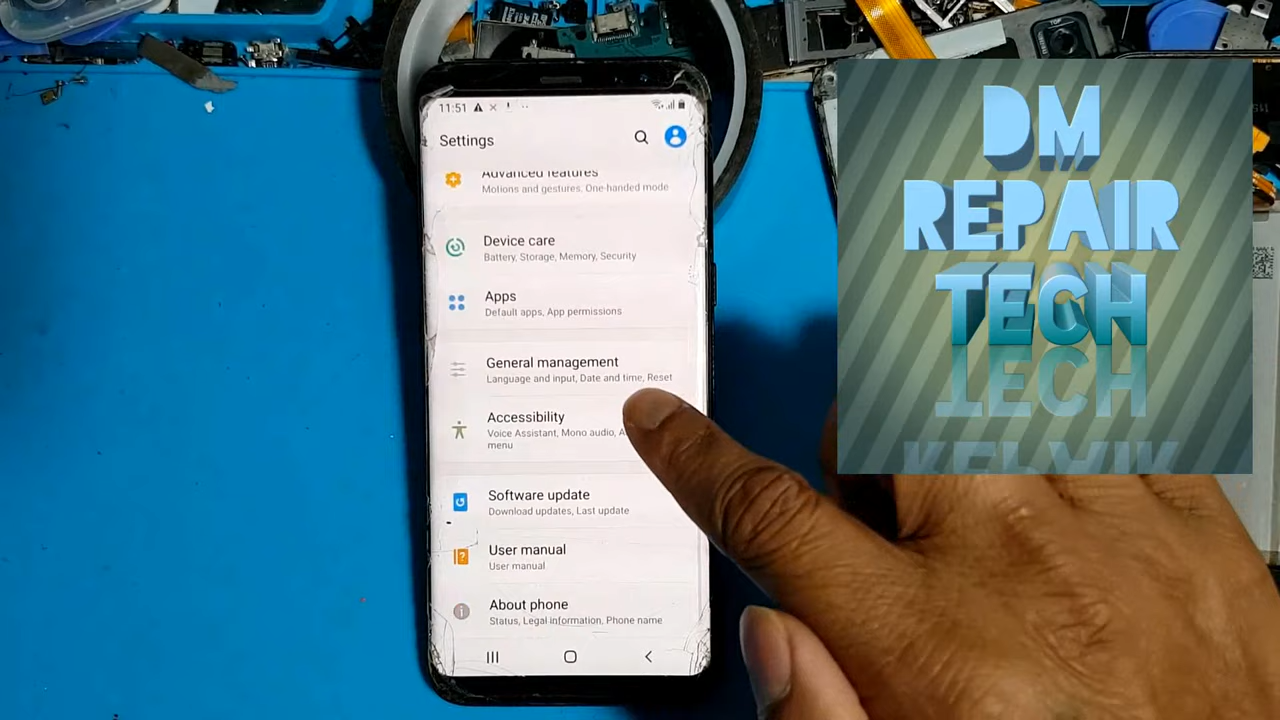 11:51
Settings
Advanced features
Motions and gestures, One-handed mode
Device care
Battery, Storage, Memory, Security
Apps
Default apps, App permissions
General management
Language and input, Date and time, Reset
Accessibility
Voice Assistant, Mono audio,
menu
Software update
Download updates, Last update
User manual
User manual
About phone
Status, Legal information, Phone name
DM
REPAIR
TECH